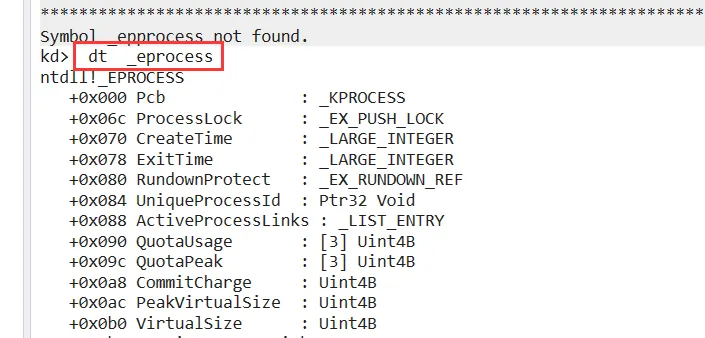 **********************************************************************
Symbol _epprocess not found.
kd> dt _eprocess
ntdll!_EPROCESS
+0x000 Pcb : _KPROCESS
+0x06c ProcessLock : _EX_PUSH_LOCK
+0x070 CreateTime : _LARGE_INTEGER
+0x078 ExitTime : _LARGE_INTEGER
+0x080 RundownProtect : _EX_RUNDOWN_REF
+0x084 UniqueProcessId : Ptr32 Void
+0x088 ActiveProcessLinks : _LIST_ENTRY
+0x090 QuotaUsage : [3] Uint4B
+0x09c QuotaPeak : [3] Uint4B
+0x0a8 CommitCharge : Uint4B
+0x0ac PeakVirtualSize : Uint4B
+0x0b0 VirtualSize : Uint4B